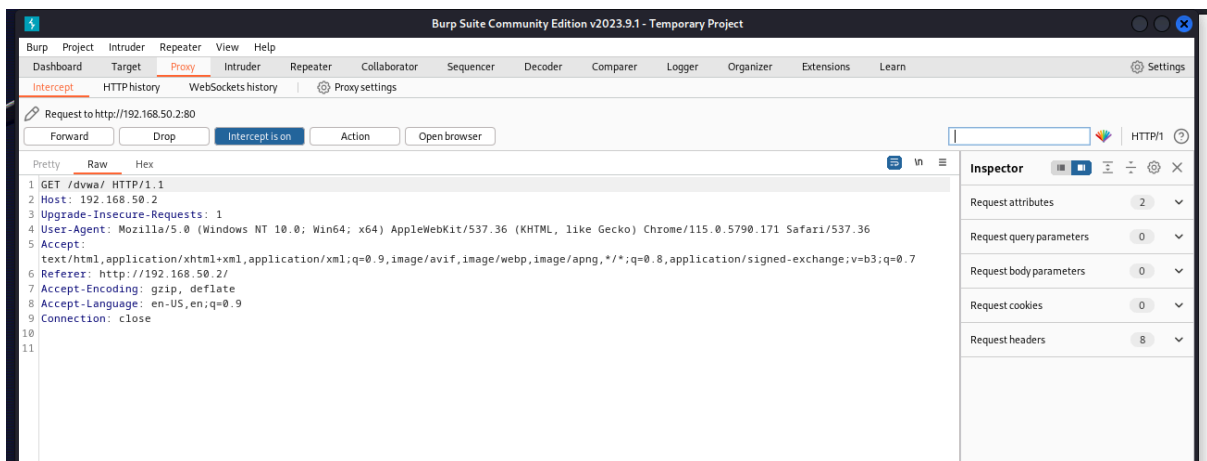 Burp Suite Community Edition v2023.9.1 - Temporary Project
Burp Project Intruder Repeater View Help
Dashboard Target Proxy Intruder Repeater Collaborator Sequencer Decoder Comparer Logger Organizer Extensions Learn Settings
Intercept HTTP history WebSockets history Proxy settings
Request to http://192.168.50.2:80
Forward Drop Intercept is on Action Open browser HTTP/1 ?
Pretty Raw Hex \n
1 GET /dvwa/ HTTP/1.1
2 Host: 192.168.50.2
3 Upgrade-Insecure-Requests: 1
4 User-Agent: Mozilla/5.0 (Windows NT 10.0; Win64; x64) AppleWebKit/537.36 (KHTML, like Gecko) Chrome/115.0.5790.171 Safari/537.36
5 Accept:
text/html,application/xhtml+xml,application/xml;q=0.9,image/avif,image/webp,image/apng,*/*;q=0.8,application/signed-exchange;v=b3;q=0.7
6 Referer: http://192.168.50.2/
7 Accept-Encoding: gzip, deflate
8 Accept-Language: en-US,en;q=0.9
9 Connection: close
10
11
Inspector
Request attributes 2
Request query parameters 0
Request body parameters 0
Request cookies 0
Request headers 8